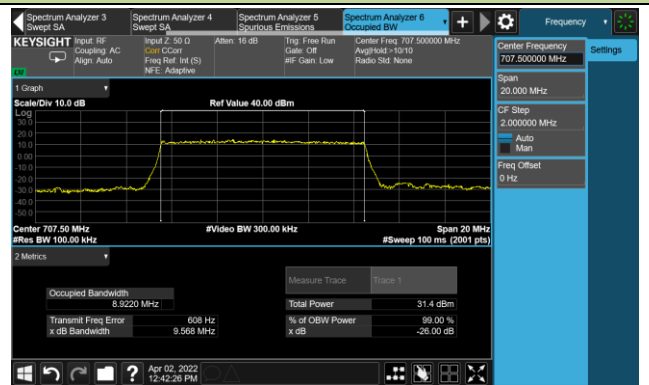 Spectrum Analyzer 3
Swept SA
Spectrum Analyzer 4
Swept SA
Spectrum Analyzer 5
Spurious Emissions
Spectrum Analyzer 6
Occupied BW
Frequency
KEYSIGHT
Input: RF
Coupling: AC
Align: Auto
Input Z: 50 Ω
Corr CCorr
Freq Ref: Int (S)
NFE: Adaptive
Atten: 16 dB
Trig: Free Run
Gate: Off
#IF Gain: Low
Center Freq: 707.500000 MHz
Avg|Hold:>10/10
Radio Std: None
Center Frequency
707.500000 MHz
Settings
Span
20.000 MHz
CF Step
2.000000 MHz
Auto
Man
Freq Offset
0 Hz
1 Graph
Scale/Div 10.0 dB
Ref Value 40.00 dBm
Log
30.0
20.0
10.0
0.00
-10.0
-20.0
-30.0
-40.0
-50.0
Center 707.50 MHz
#Video BW 300.00 kHz
Span 20 MHz
#Res BW 100.00 kHz
#Sweep 100 ms (2001 pts)
2 Metrics
Measure Trace
Trace 1
Occupied Bandwidth
8.9220 MHz
Total Power
31.4 dBm
Transmit Freq Error
608 Hz
% of OBW Power
99.00 %
x dB Bandwidth
9.568 MHz
x dB
-26.00 dB
Apr 02, 2022
12:42:26 PM